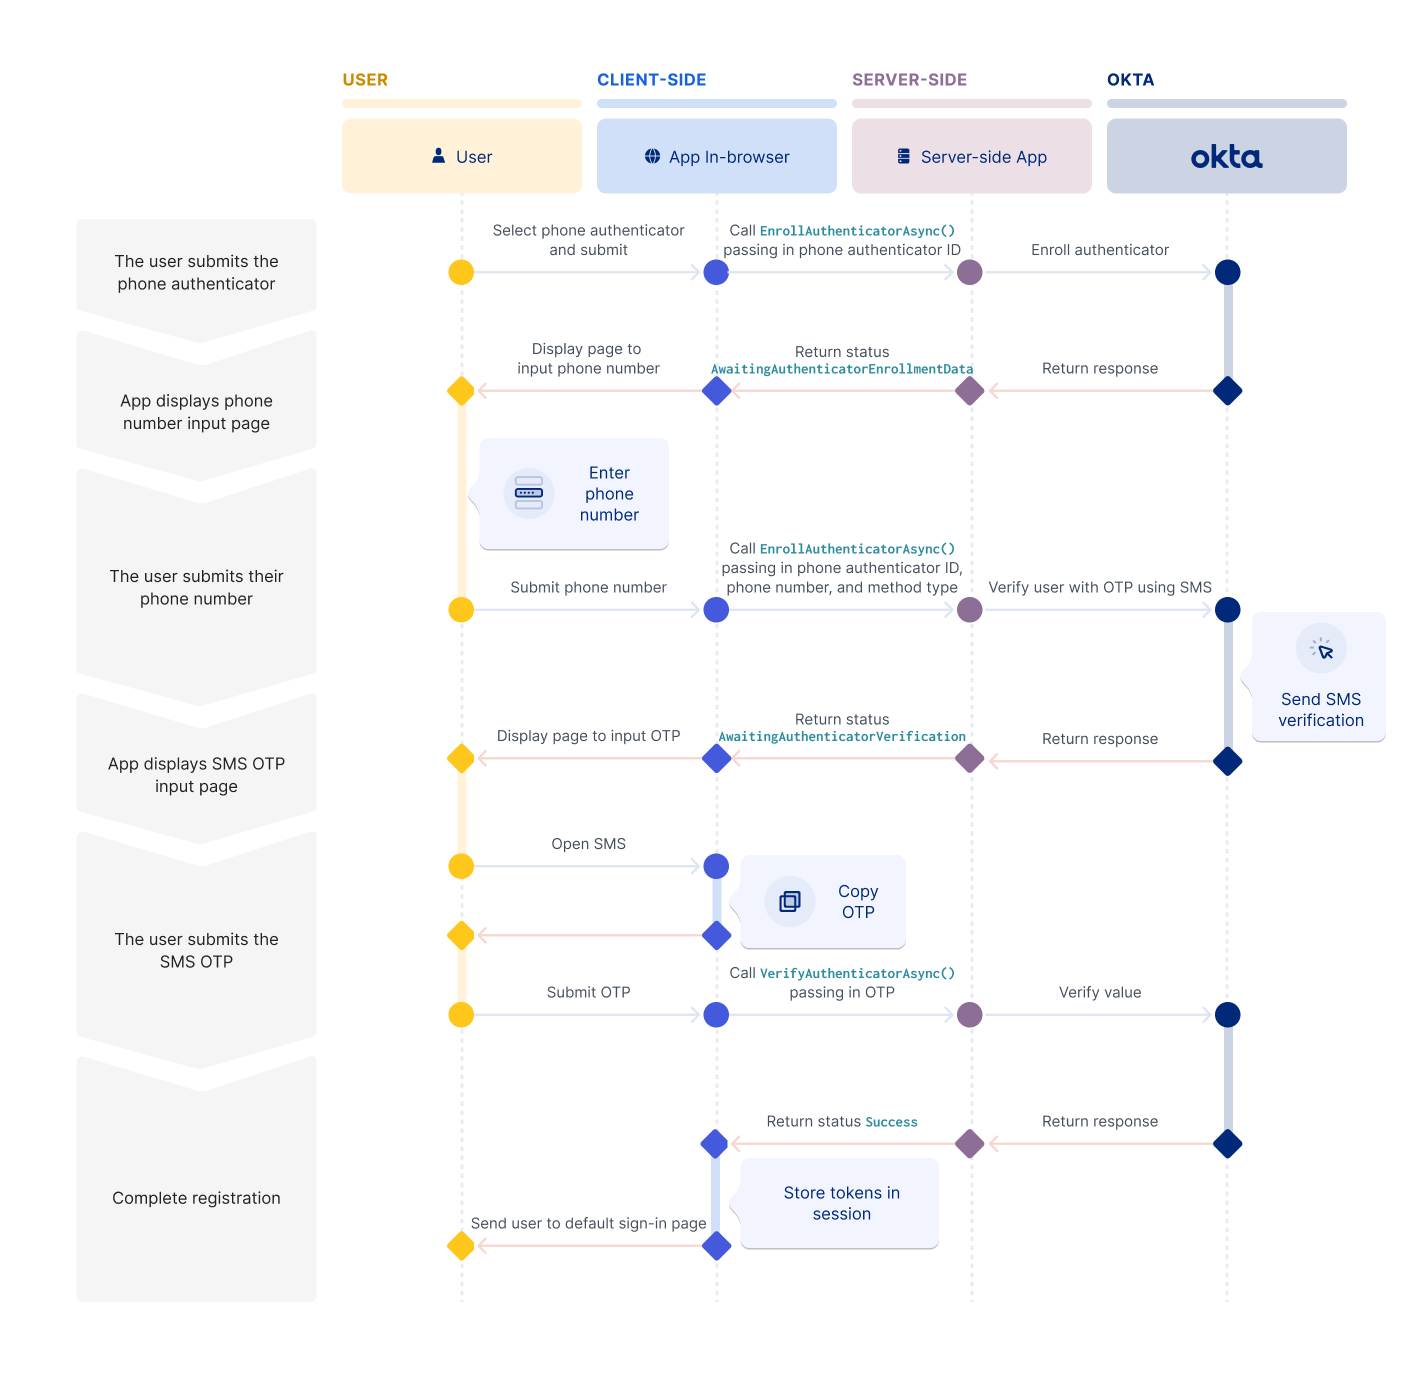 USER
CLIENT-SIDE
SERVER-SIDE
OKTA
User
App In-browser
Server-side App
okta
The user submits the
phone authenticator
Select phone authenticator
and submit
Call EnrollAuthenticatorAsync()
passing in phone authenticator ID
Enroll authenticator
App displays phone
number input page
Display page to
input phone number
Return status
AwaitingAuthenticatorEnrollmentData
Return response
Enter
phone
number
The user submits their
phone number
Submit phone number
Call EnrollAuthenticatorAsync()
passing in phone authenticator ID,
phone number, and method type
Verify user with OTP using SMS
Send SMS
verification
App displays SMS OTP
input page
Display page to input OTP
Return status
AwaitingAuthenticatorVerification
Return response
The user submits the
SMS OTP
Open SMS
Copy
OTP
Submit OTP
Call VerifyAuthenticatorAsync()
passing in OTP
Verify value
Complete registration
Return status Success
Return response
Store tokens in
session
Send user to default sign-in page